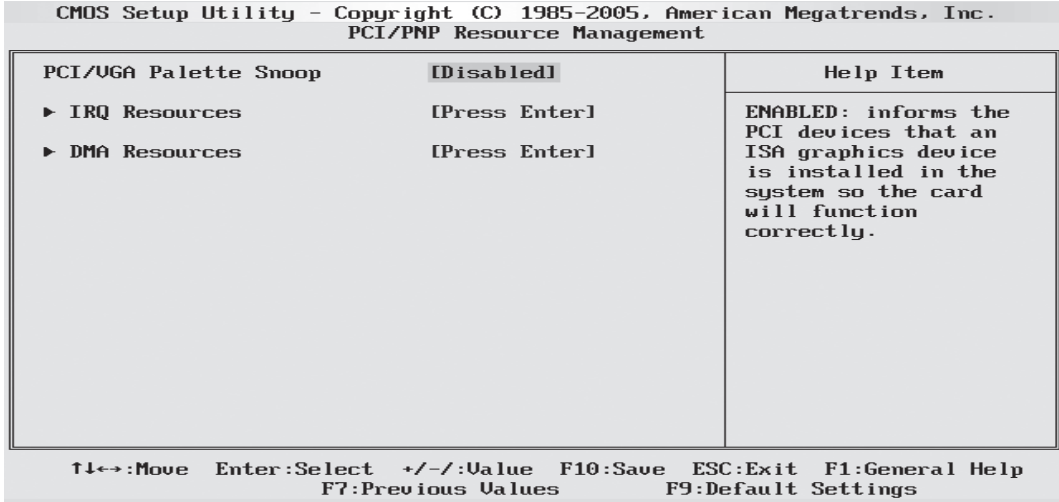 CMOS Setup Utility - Copyright (C) 1985-2005, American Megatrends, Inc.
PCI/PNP Resource Management
PCI/VGA Palette Snoop [Disabled]
► IRQ Resources [Press Enter]
► DMA Resources [Press Enter]
Help Item
ENABLED: informs the
PCI devices that an
ISA graphics device
is installed in the
system so the card
will function
correctly.
↑↓←→:Move Enter:Select +/-/:Value F10:Save ESC:Exit F1:General Help
F7:Previous Values F9:Default Settings